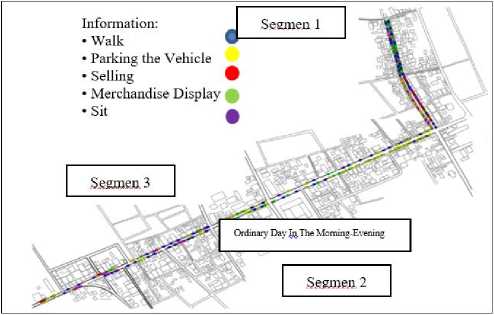 Information:
• Walk
• Parking the Vehicle
• Selling
• Merchandise Display
• Sit
Segmen 1
Segmen 3
Ordinary Day In The Morning-Evening
Segmen 2